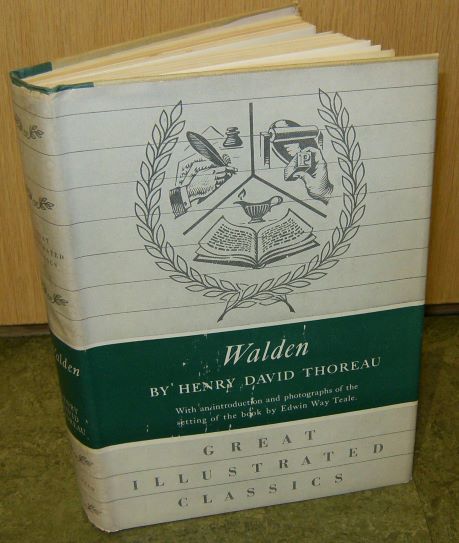 Walden
BY HENRY DAVID THOREAU
With an introduction and photographs of the
setting of the book by Edwin Way Teale.
GREAT
ILLUSTRATED
CLASSICS
Walden
THOREAU